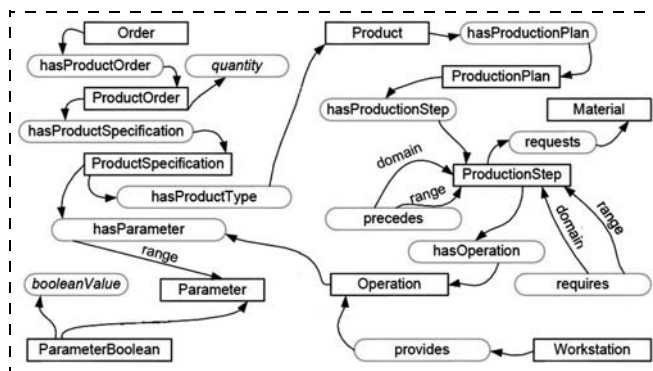 Order
Product
hasProductionPlan
hasProductOrder
quantity
ProductionPlan
ProductOrder
hasProductionStep
Material
hasProductSpecification
requests
domain
ProductSpecification
ProductionStep
range
hasProductType
precedes
domain
range
hasParameter
hasOperation
range
booleanValue
Parameter
Operation
requires
ParameterBoolean
provides
Workstation